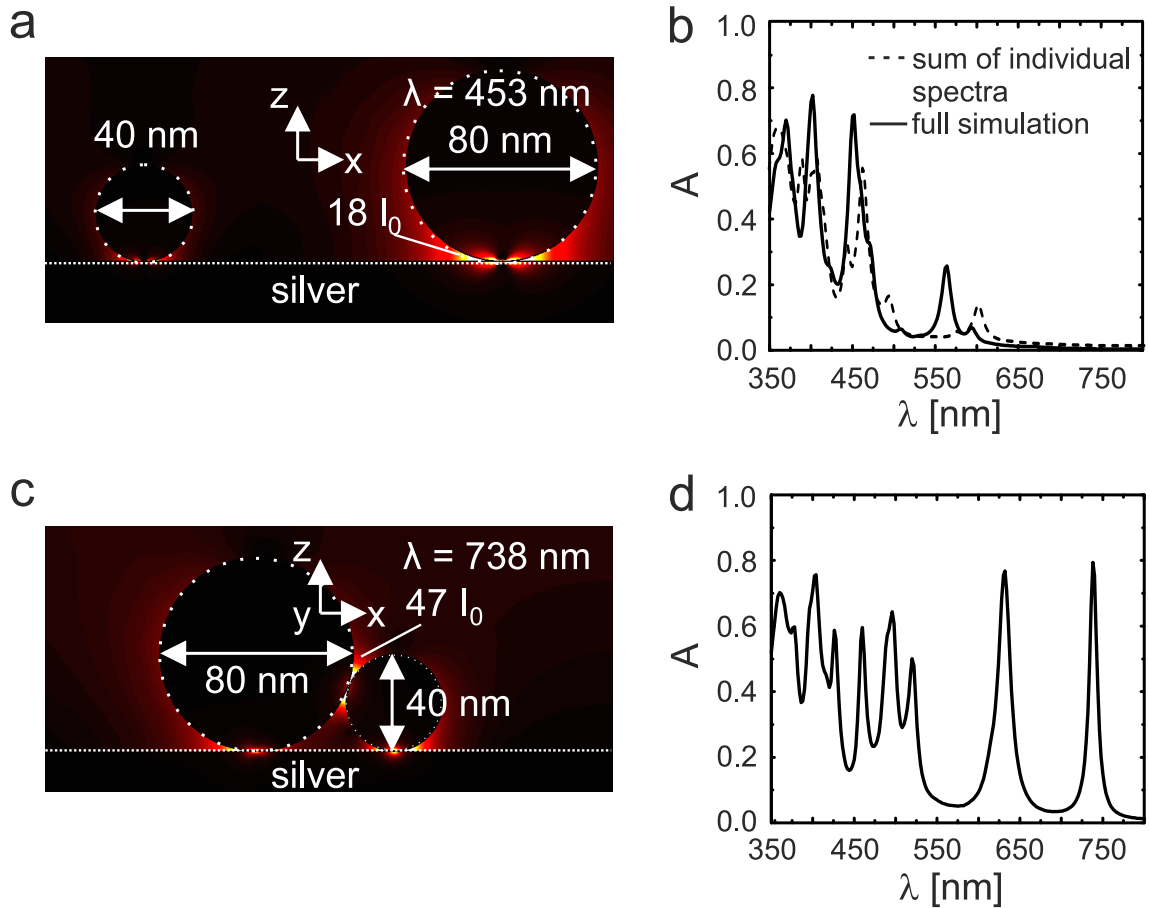 a
40 nm
z
x
λ = 453 nm
80 nm
18 I₀
silver
b
1.0
0.8
0.6
0.4
0.2
0.0
A
sum of individual
spectra
full simulation
350
450
550
650
750
λ [nm]
c
z
y
x
λ = 738 nm
47 I₀
80 nm
40 nm
silver
d
1.0
0.8
0.6
0.4
0.2
0.0
A
350
450
550
650
750
λ [nm]